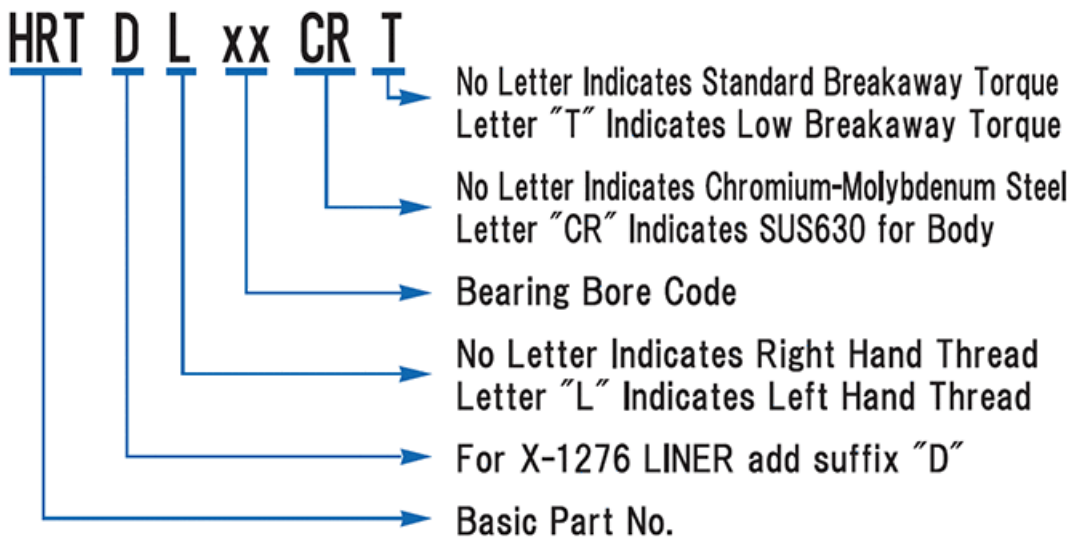 HRT D L xx CR T
No Letter Indicates Standard Breakaway Torque
Letter ″T″ Indicates Low Breakaway Torque
No Letter Indicates Chromium-Molybdenum Steel
Letter ″CR″ Indicates SUS630 for Body
Bearing Bore Code
No Letter Indicates Right Hand Thread
Letter ″L″ Indicates Left Hand Thread
For X-1276 LINER add suffix ″D″
Basic Part No.